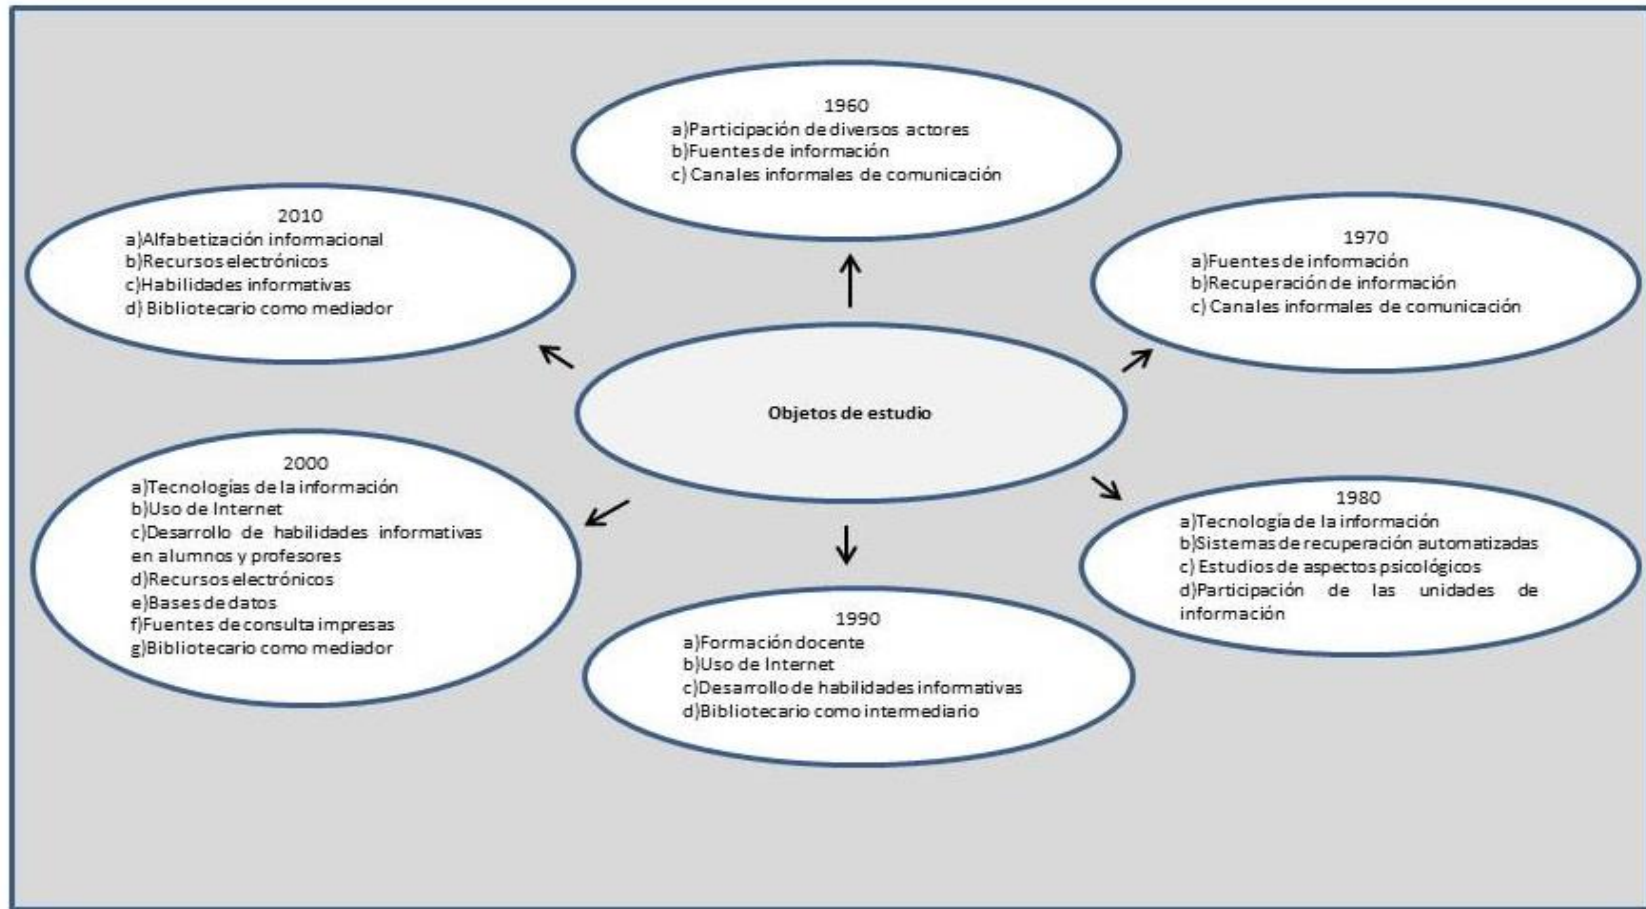 1960
a)Participación de diversos actores
b)Fuentes de información
c) Canales informales de comunicación
2010
a)Alfabetización informacional
b)Recursos electrónicos
c)Habilidades informativas
d) Bibliotecario como mediador
1970
a)Fuentes de información
b)Recuperación de información
c) Canales informales de comunicación
Objetos de estudio
2000
a)Tecnologías de la información
b)Uso de Internet
c)Desarrollo de habilidades informativas
en alumnos y profesores
d)Recursos electrónicos
e)Bases de datos
f)Fuentes de consulta impresas
g)Bibliotecario como mediador
1980
a)Tecnología de la información
b)Sistemas de recuperación automatizadas
c) Estudios de aspectos psicológicos
d)Participación de las unidades de
información
1990
a)Formación docente
b)Uso de Internet
c)Desarrollo de habilidades informativas
d)Bibliotecario como intermediario